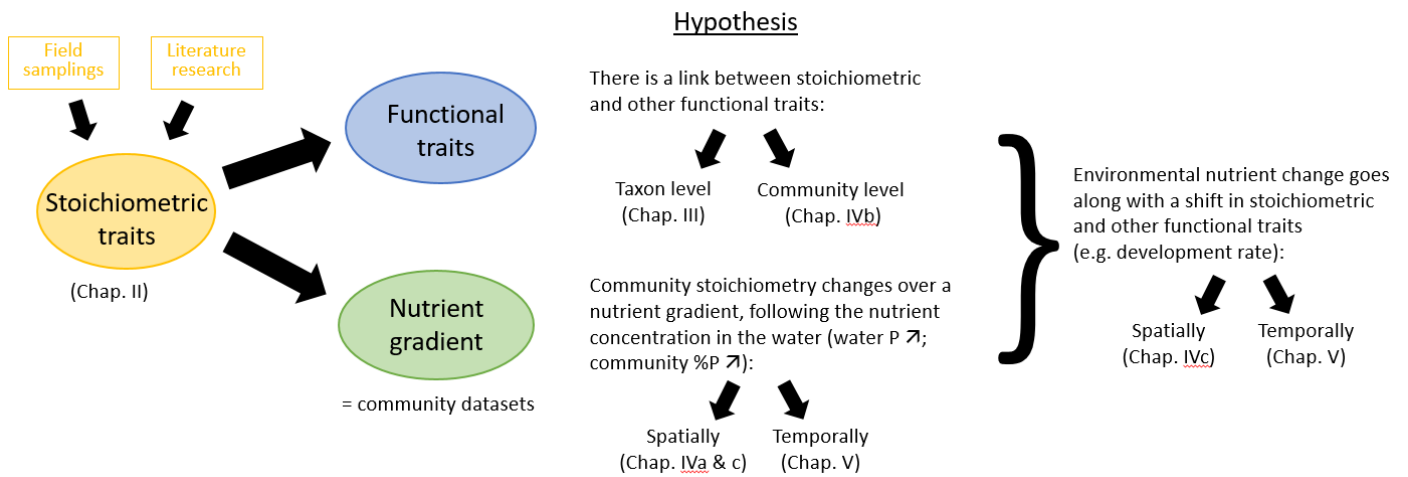 Hypothesis
Field
samplings
Literature
research
Stoichiometric
traits
(Chap. II)
Functional
traits
Nutrient
gradient
= community datasets
There is a link between stoichiometric
and other functional traits:
Taxon level
(Chap. III)
Community level
(Chap. IVb)
Community stoichiometry changes over a
nutrient gradient, following the nutrient
concentration in the water (water P ↗;
community %P ↗):
Spatially
(Chap. IVa & c)
Temporally
(Chap. V)
Environmental nutrient change goes
along with a shift in stoichiometric
and other functional traits
(e.g. development rate):
Spatially
(Chap. IVc)
Temporally
(Chap. V)